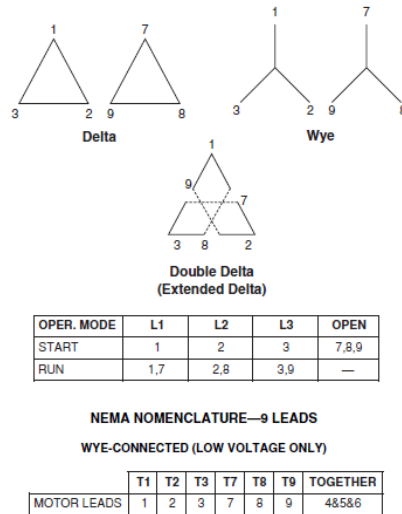 1 7 1 7
3 2 9 8 3 2 9 8
Delta Wye
1
9 7
3 8 2
Double Delta
(Extended Delta)
OPER. MODE L1 L2 L3 OPEN
START 1 2 3 7,8,9
RUN 1,7 2,8 3,9 —
NEMA NOMENCLATURE—9 LEADS
WYE-CONNECTED (LOW VOLTAGE ONLY)
T1 T2 T3 T7 T8 T9 TOGETHER
MOTOR LEADS 1 2 3 7 8 9 4&5&6